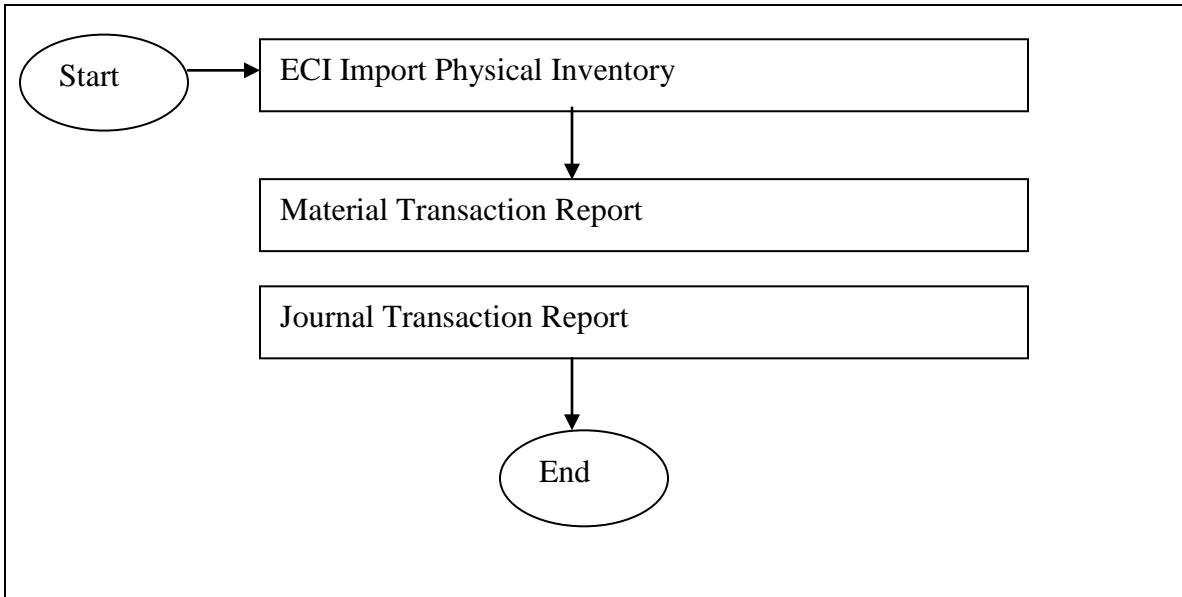 Start
ECI Import Physical Inventory
Material Transaction Report
Journal Transaction Report
End